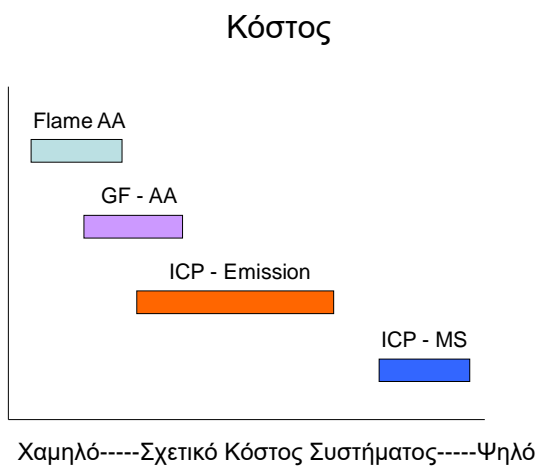 Κόστος
Flame AA
GF - AA
ICP - Emission
ICP - MS
Χαμηλό-----Σχετικό Κόστος Συστήματος-----Ψηλό